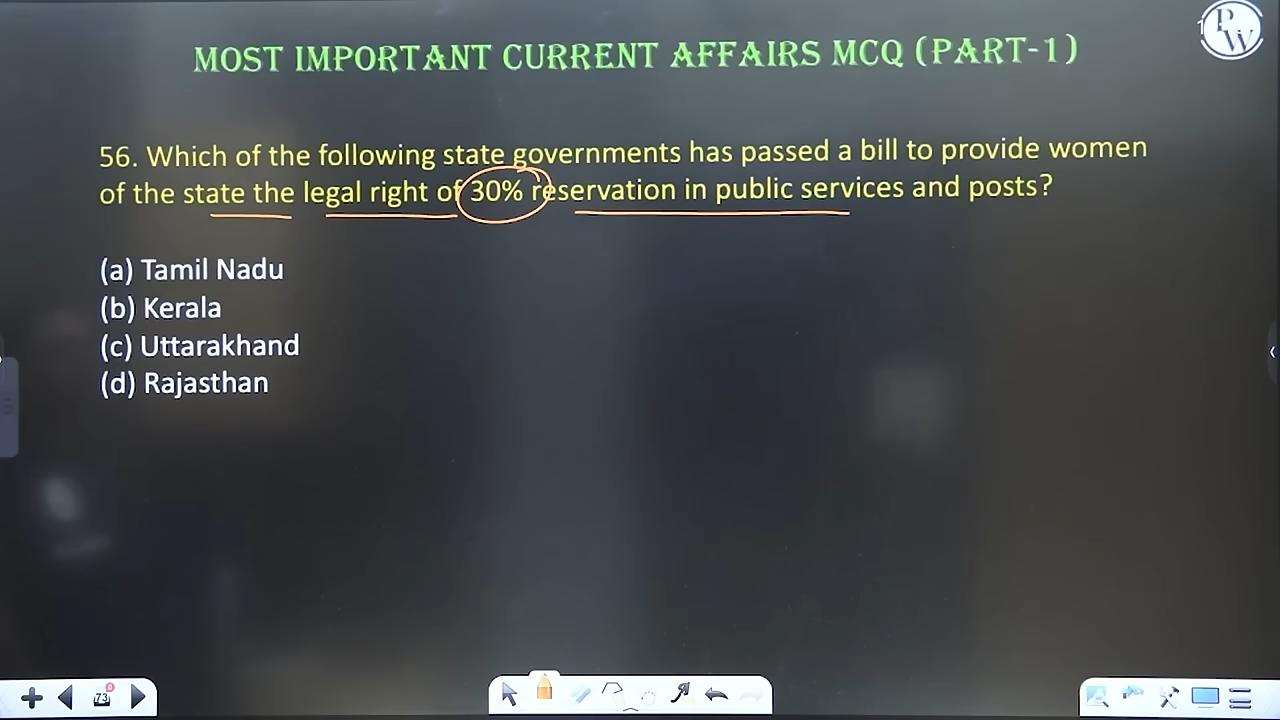 MOST IMPORTANT CURRENT AFFAIRS MCQ (PART-1)
PW
56. Which of the following state governments has passed a bill to provide women
of the state the legal right of 30% reservation in public services and posts?
(a) Tamil Nadu
(b) Kerala
(c) Uttarakhand
(d) Rajasthan
73